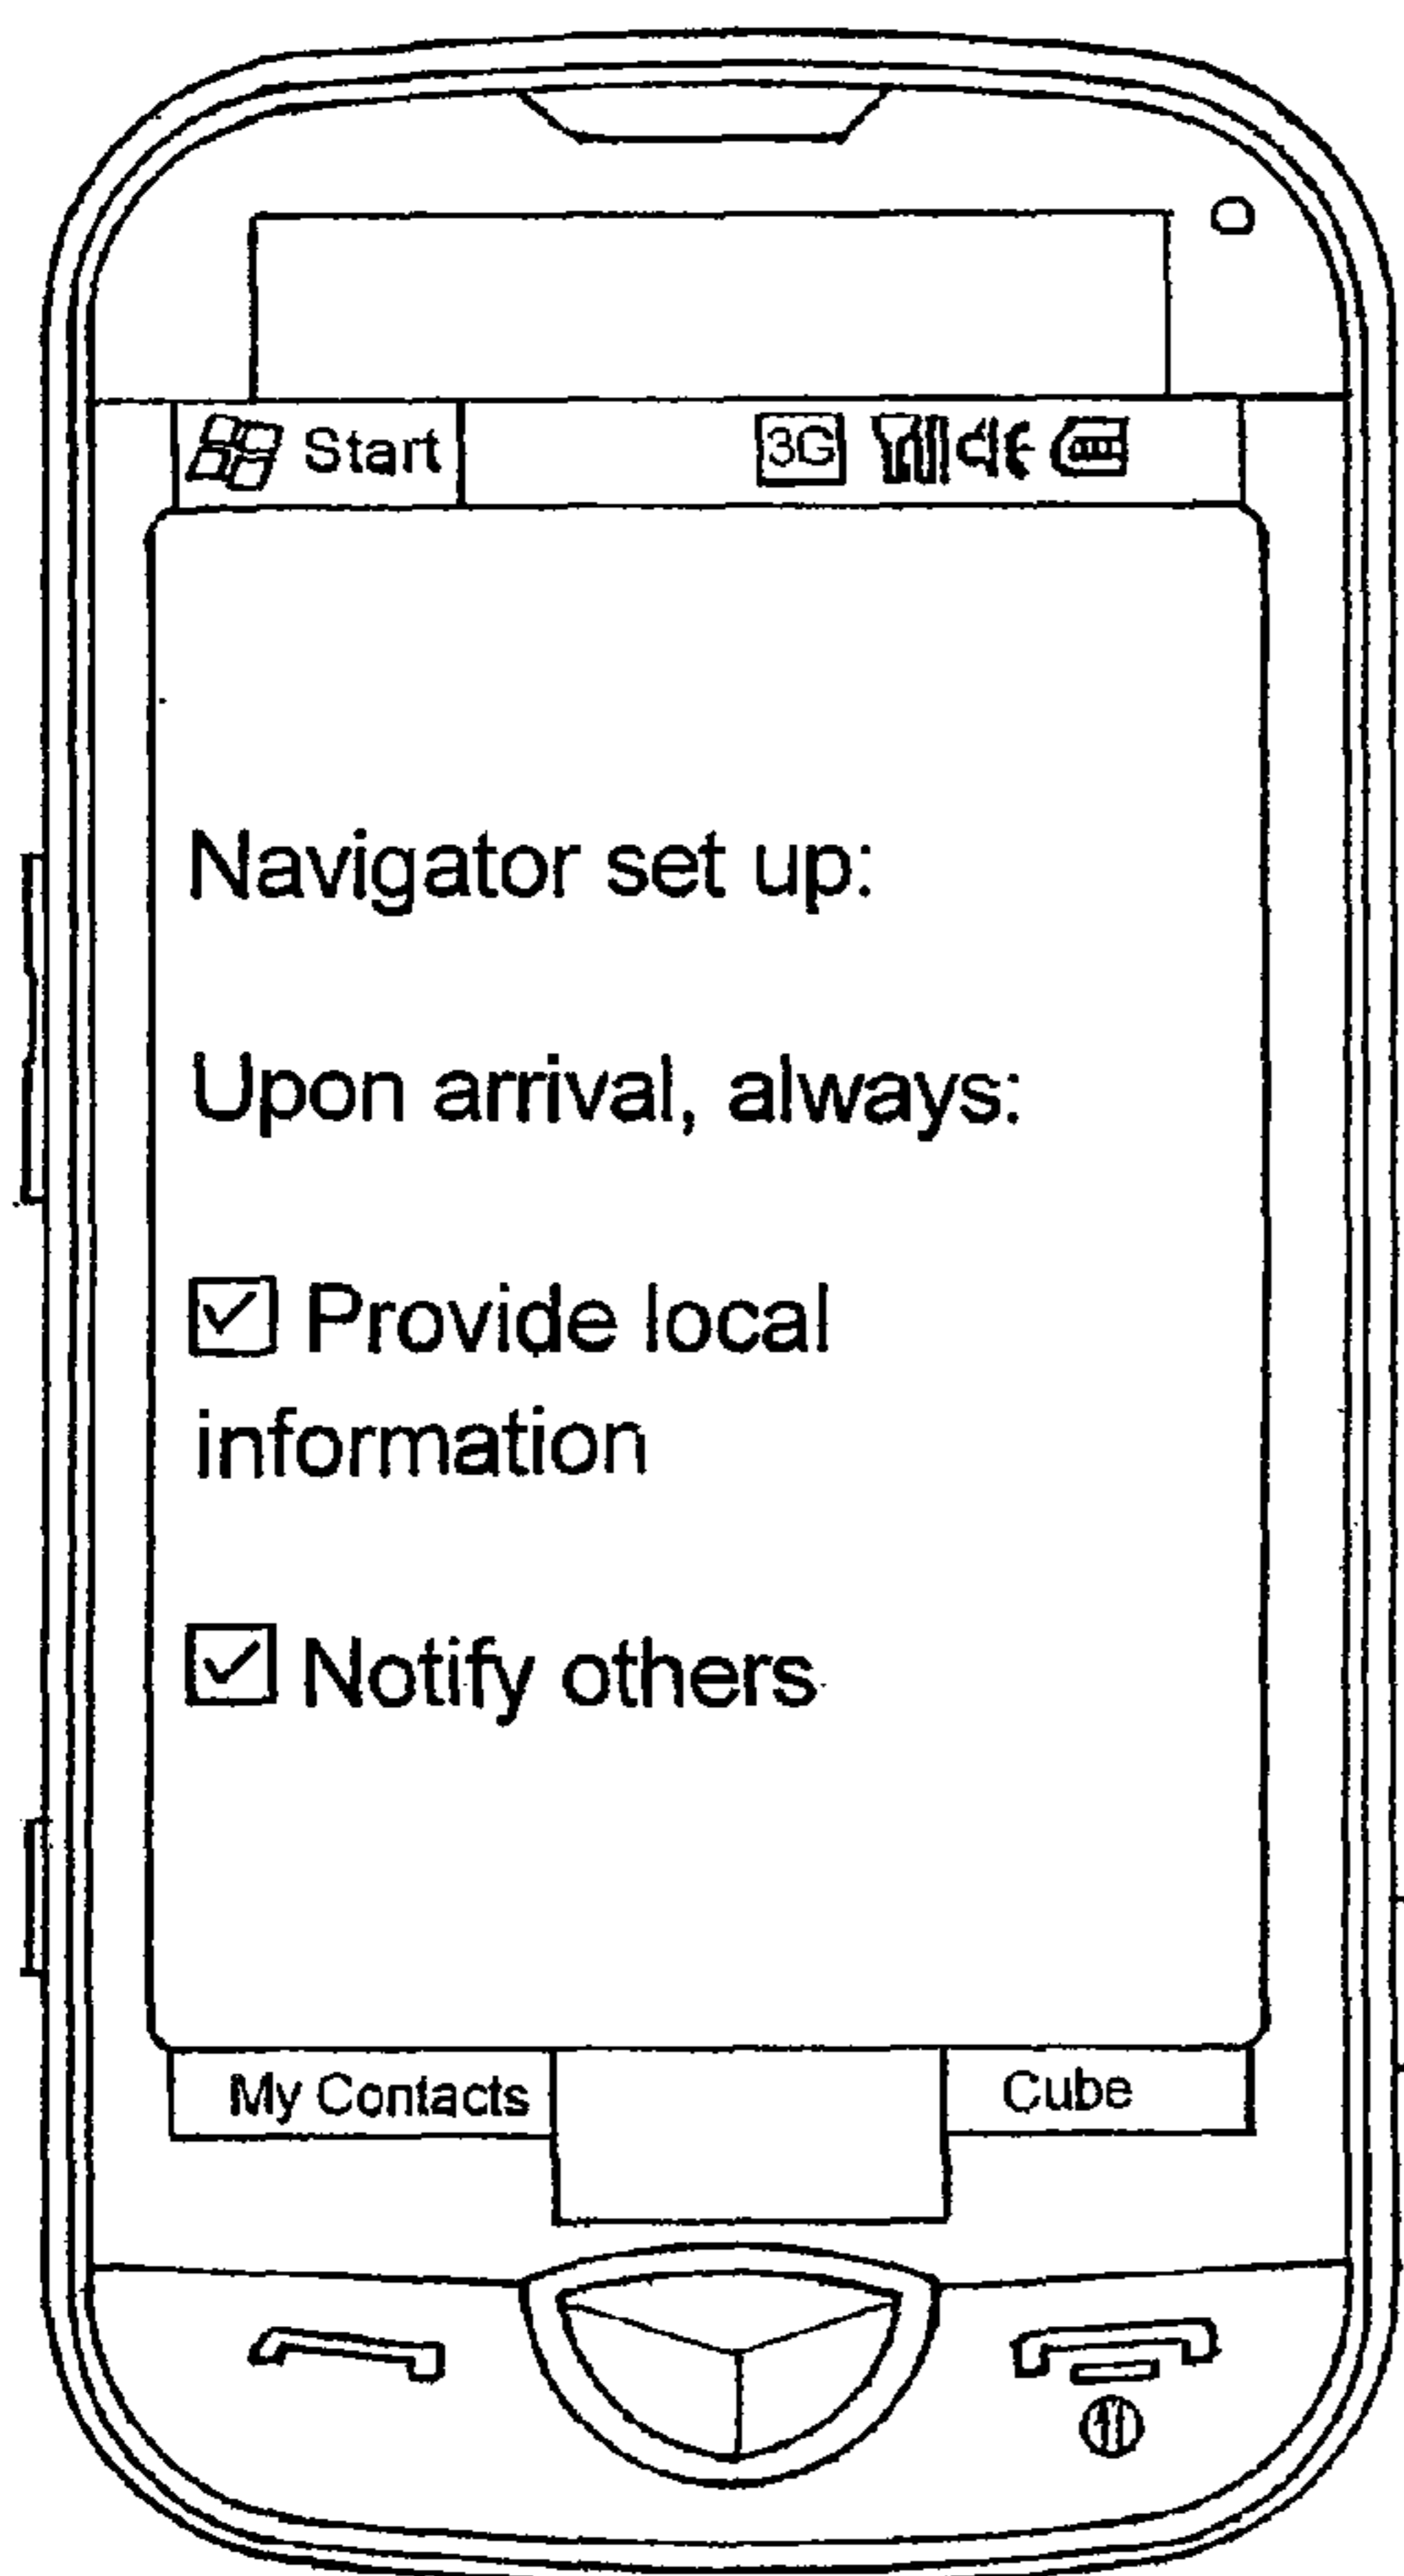 Start 3G
Navigator set up:
Upon arrival, always:
Provide local
information
Notify others
My Contacts Cube